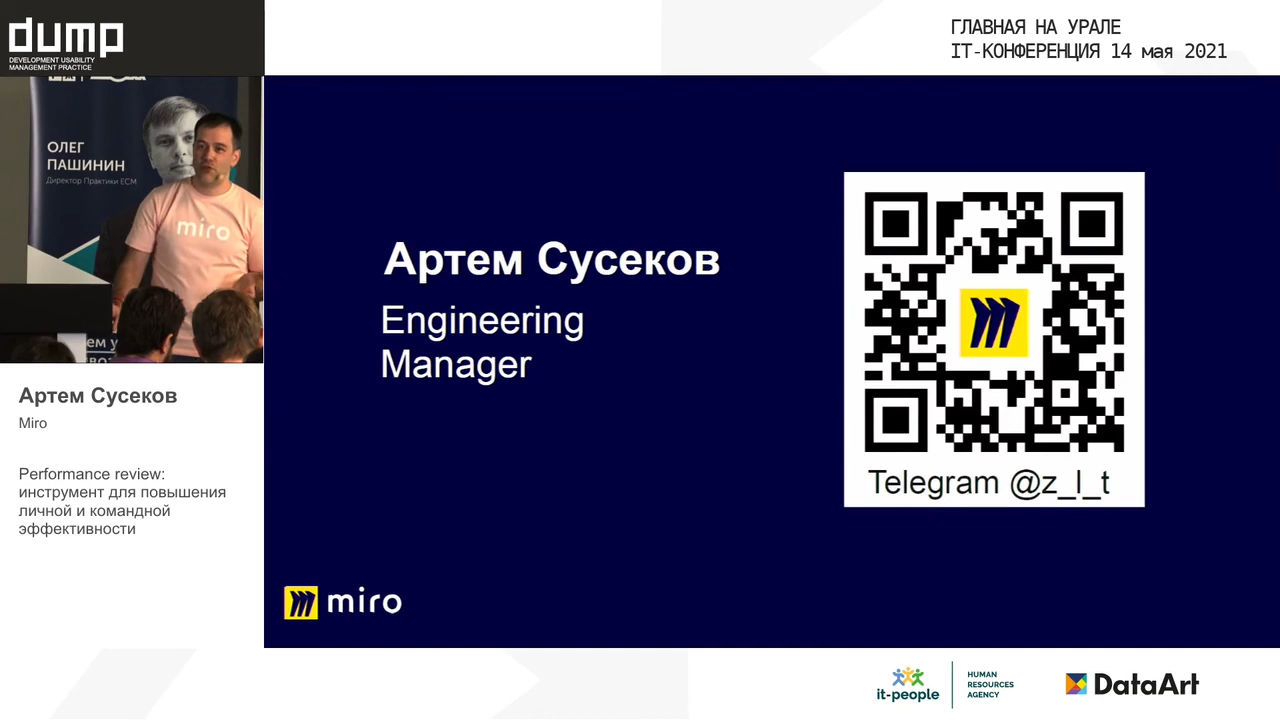 dump
DEVELOPMENT USABILITY
MANAGEMENT PRACTICE
ГЛАВНАЯ НА УРАЛЕ
IT-КОНФЕРЕНЦИЯ 14 мая 2021
ОЛЕГ
ПАШИНИН
Директор Практики ECM
miro
Артем Сусеков
Engineering
Manager
Telegram @z_l_t
miro
Артем Сусеков
Miro
Performance review:
инструмент для повышения
личной и командной
эффективности
it-people
HUMAN
RESOURCES
AGENCY
DataArt